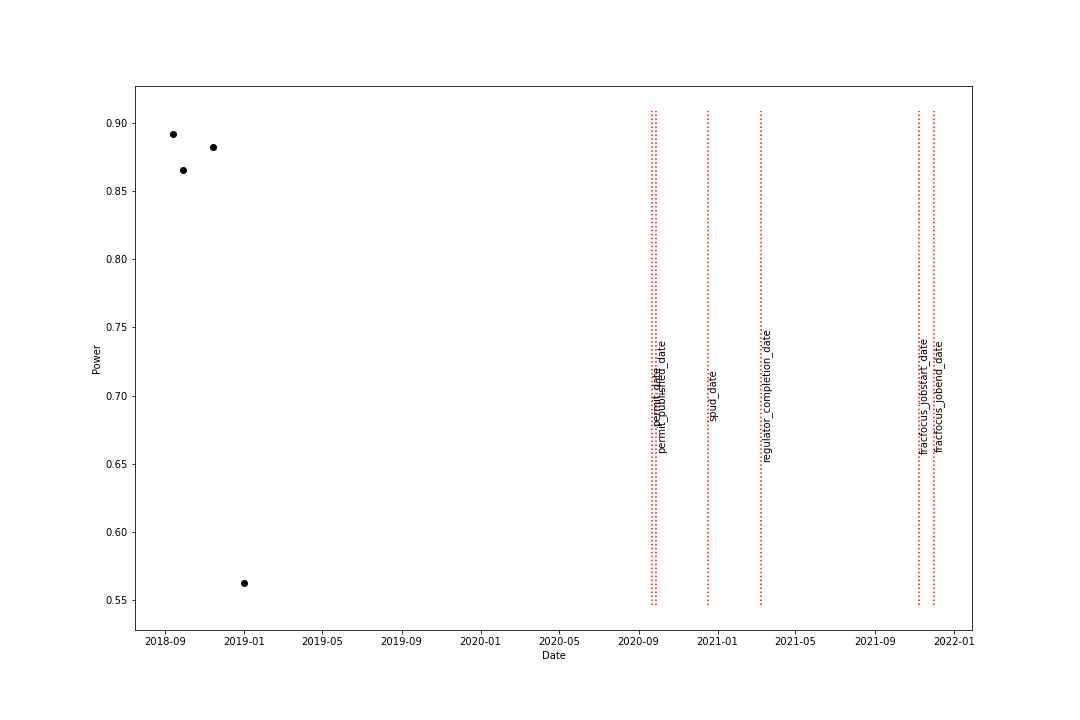 0.90
0.85
0.80
0.75
0.70
0.65
0.60
0.55
Power
permit_date
permit_published_date
spud_date
regulator_completion_date
fracfocus_jobstart_date
fracfocus_jobend_date
2018-09
2019-01
2019-05
2019-09
2020-01
2020-05
2020-09
2021-01
2021-05
2021-09
2022-01
Date